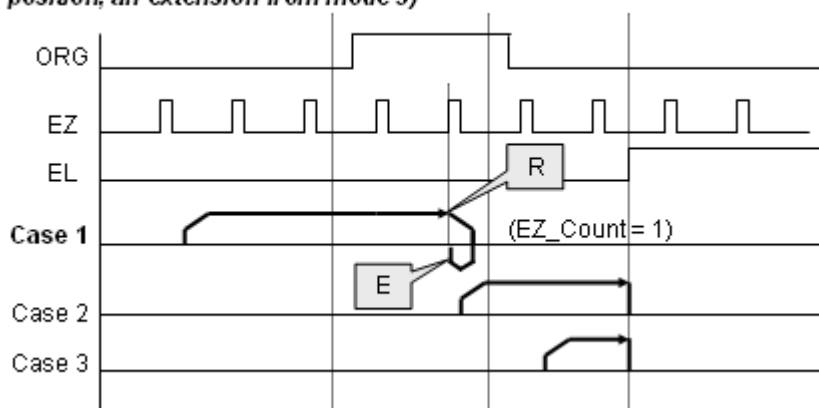 position, an extension from mode 3)
ORG
EZ
EL
R
Case 1
(EZ_Count = 1)
E
Case 2
Case 3